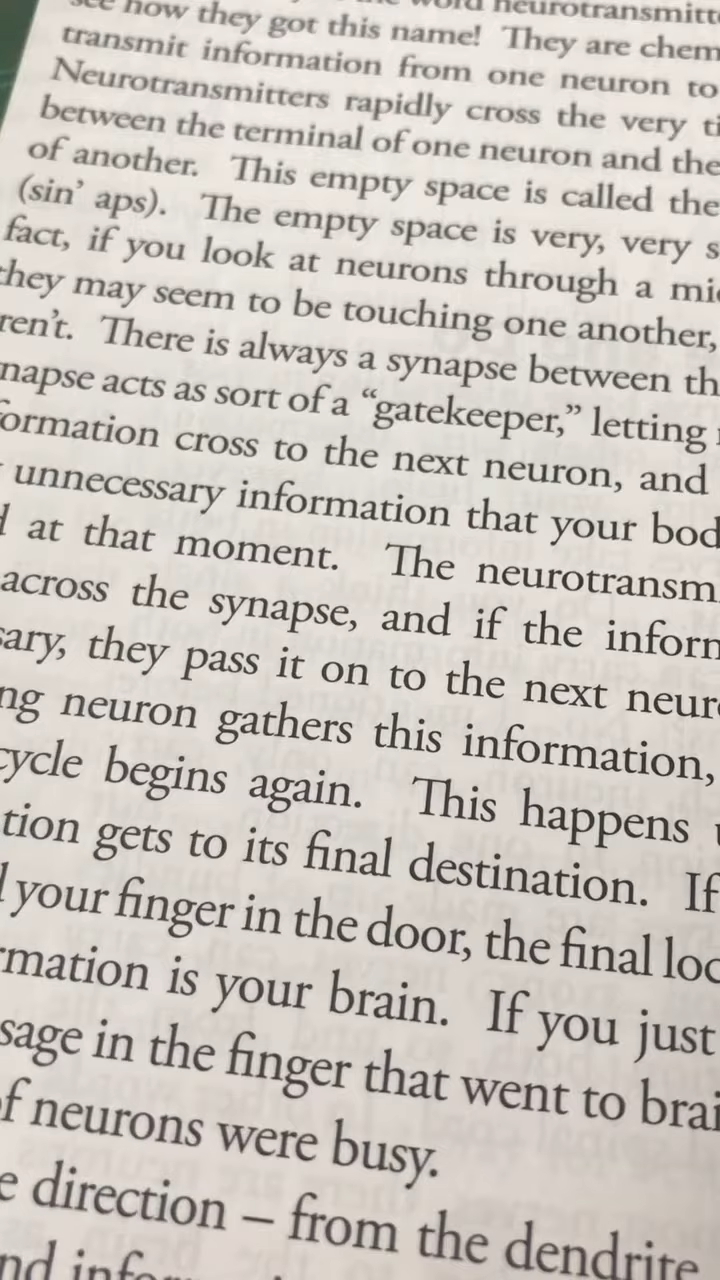 see how they got this name! They are chem
transmit information from one neuron to
Neurotransmitters rapidly cross the very ti
between the terminal of one neuron and the
of another. This empty space is called the
(sin’ aps). The empty space is very, very s
fact, if you look at neurons through a mic
they may seem to be touching one another,
ren’t. There is always a synapse between th
napse acts as sort of a “gatekeeper,” letting
formation cross to the next neuron, and
unnecessary information that your bod
at that moment. The neurotransm
across the synapse, and if the inform
sary, they pass it on to the next neur
ng neuron gathers this information,
cycle begins again. This happens
tion gets to its final destination. If
your finger in the door, the final loc
rmation is your brain. If you just
sage in the finger that went to brai
of neurons were busy.
e direction – from the dendrite